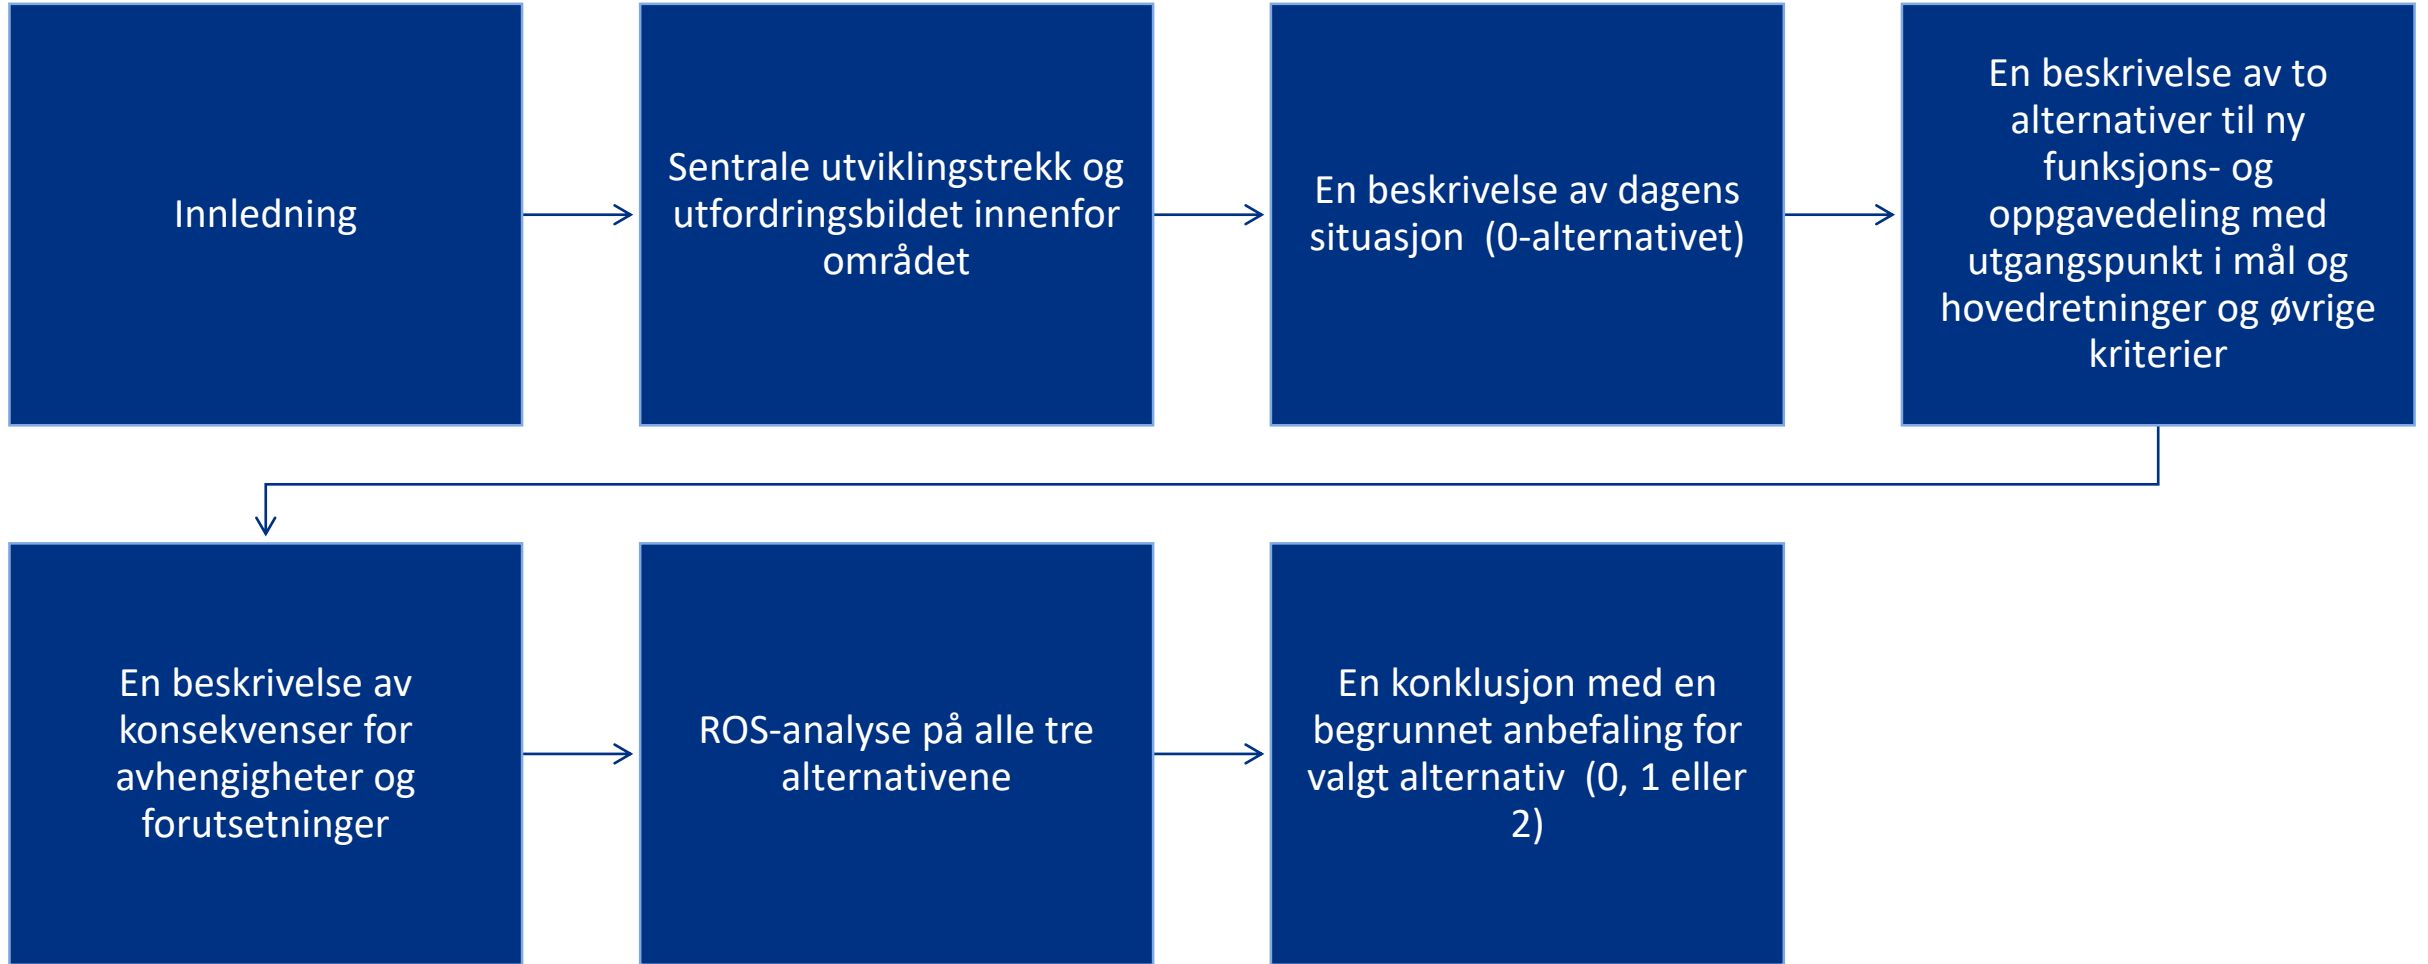 Innledning
Sentrale utviklingstrekk og
utfordringsbildet innenfor
området
En beskrivelse av dagens
situasjon  (0-alternativet)
En beskrivelse av to
alternativer til ny
funksjons- og
oppgavedeling med
utgangspunkt i mål og
hovedretninger og øvrige
kriterier
En beskrivelse av
konsekvenser for
avhengigheter og
forutsetninger
ROS-analyse på alle tre
alternativene
En konklusjon med en
begrunnet anbefaling for
valgt alternativ  (0, 1 eller
2)